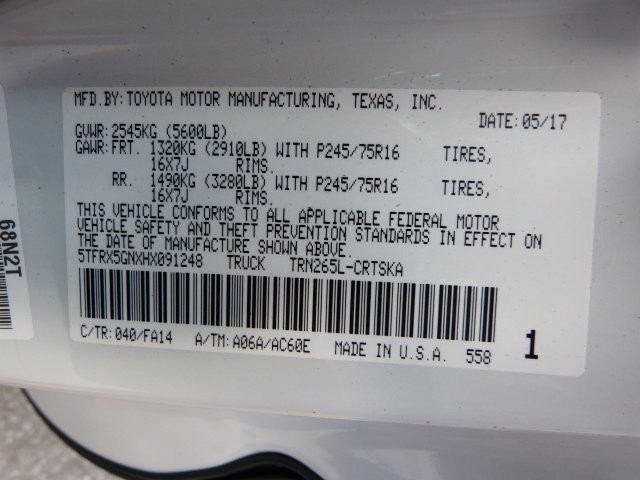 MFD.BY:TOYOTA MOTOR MANUFACTURING, TEXAS, INC.
DATE:05/17
GVWR:2545KG (5600LB)
GAWR:FRT. 1320KG (2910LB) WITH P245/75R16 TIRES,
16X7J RIMS.
RR. 1490KG (3280LB) WITH P245/75R16 TIRES,
16X7J RIMS.
THIS VEHICLE CONFORMS TO ALL APPLICABLE FEDERAL MOTOR
VEHICLE SAFETY AND THEFT PREVENTION STANDARDS IN EFFECT ON
THE DATE OF MANUFACTURE SHOWN ABOVE.
5TFRX5GNXHX091248 TRUCK TRN265L-CRTSKA
C/TR:040/FA14 A/TM:A06A/AC60E MADE IN U.S.A. 558 1
68N2T